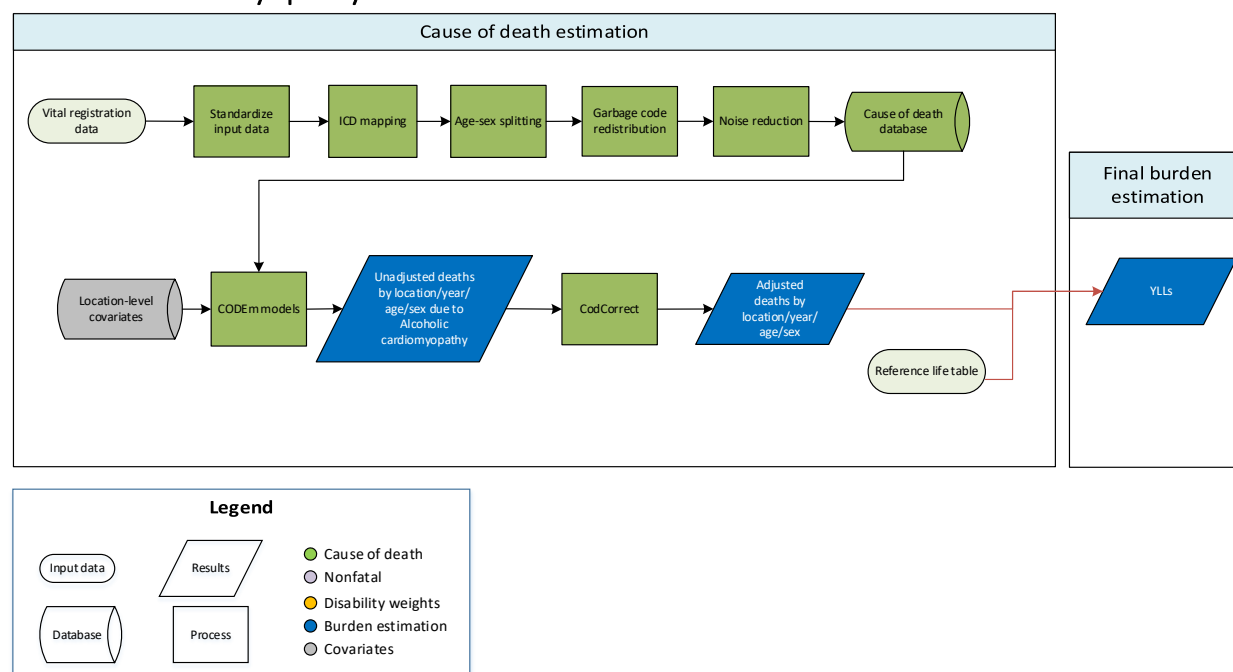 Cause of death estimation
Vital registration
data
Standardize
input data
ICD mapping
Age-sex splitting
Garbage code
redistribution
Noise reduction
Cause of death
database
Final burden
estimation
Location-level
covariates
CODEm models
Unadjusted deaths
by location/year/
age/sex due to
Alcoholic
cardiomyopathy
CodCorrect
Adjusted
deaths by
location/year/
age/sex
YLLs
Reference life table
Legend
Input data
Results
Database
Process
Cause of death
Nonfatal
Disability weights
Burden estimation
Covariates